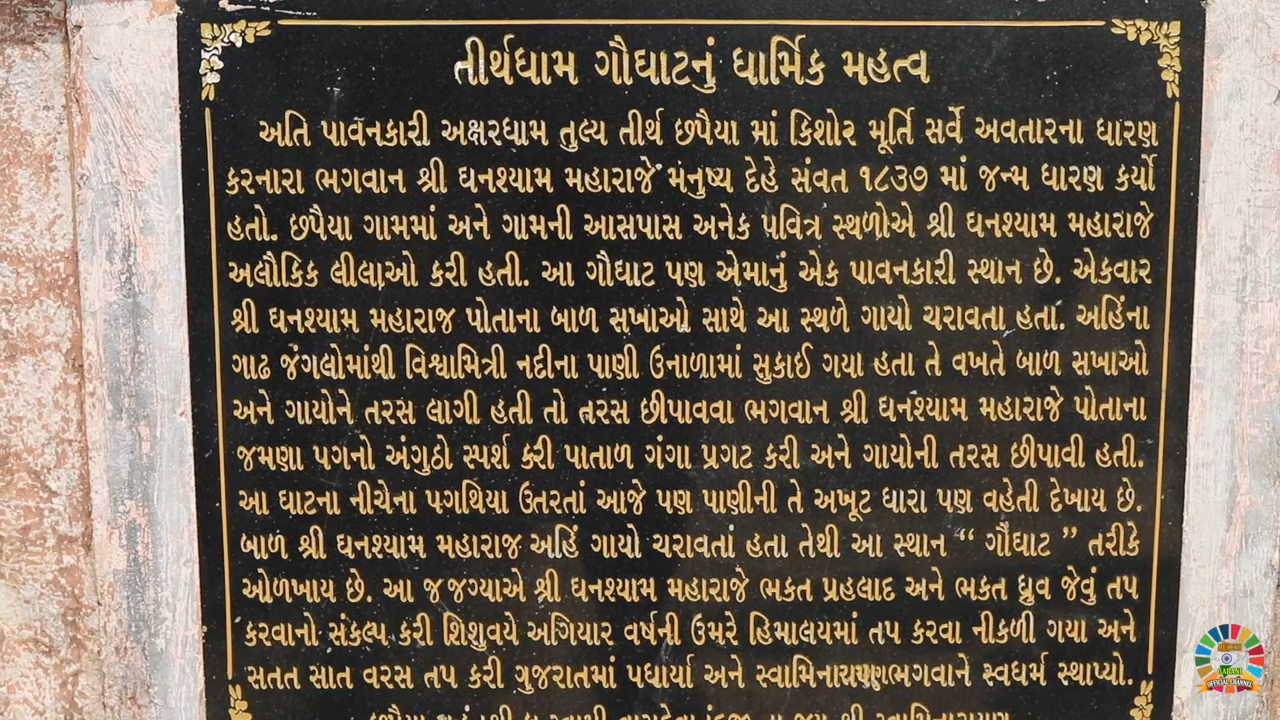 તીર્થધામ ગૌઘાટનું ધાર્મિક મહત્વ
અતિ પાવનકારી અક્ષરધામ તુલ્ય તીર્થ છપૈયા માં કિશોર મૂર્તિ સર્વે અવતારના ધારણ
કરનારા ભગવાન શ્રી ઘનશ્યામ મહારાજે મનુષ્ય દેહે સંવત ૧૮૩૭ માં જન્મ ધારણ કર્યો
હતો. છપૈયા ગામમાં અને ગામની આસપાસ અનેક પવિત્ર સ્થળોએ શ્રી ઘનશ્યામ મહારાજે
અલૌકિક લીલાઓ કરી હતી. આ ગૌઘાટ પણ એમાનું એક પાવનકારી સ્થાન છે. એકવાર
શ્રી ઘનશ્યામ મહારાજ પોતાના બાળ સખાઓ સાથે આ સ્થળે ગાયો ચરાવતા હતા. અહિંના
ગાઢ જંગલોમાંથી વિશ્વામિત્રી નદીના પાણી ઉનાળામાં સુકાઈ ગયા હતા તે વખતે બાળ સખાઓ
અને ગાયોને તરસ લાગી હતી તો તરસ છીપાવવા ભગવાન શ્રી ઘનશ્યામ મહારાજે પોતાના
જમણા પગનો અંગુઠો સ્પર્શ કરી પાતાળ ગંગા પ્રગટ કરી અને ગાયોની તરસ છીપાવી હતી.
આ ઘાટના નીચેના પગથિયા ઉતરતાં આજે પણ પાણીની તે અખૂટ ધારા પણ વહેતી દેખાય છે.
બાળ શ્રી ઘનશ્યામ મહારાજ અહિં ગાયો ચરાવતાં હતા તેથી આ સ્થાન “ ગૌઘાટ ” તરીકે
ઓળખાય છે. આ જ જગ્યાએ શ્રી ઘનશ્યામ મહારાજે ભક્ત પ્રહલાદ અને ભક્ત ધ્રુવ જેવું તપ
કરવાનો સંકલ્પ કરી શિશુવયે અગિયાર વર્ષની ઉમરે હિમાલયમાં તપ કરવા નીકળી ગયા અને
સતત સાત વરસ તપ કરી ગુજરાતમાં પધાર્યા અને સ્વામિનારાયણ ભગવાને સ્વધર્મ સ્થાપ્યો.
OFFICIAL CHANNEL